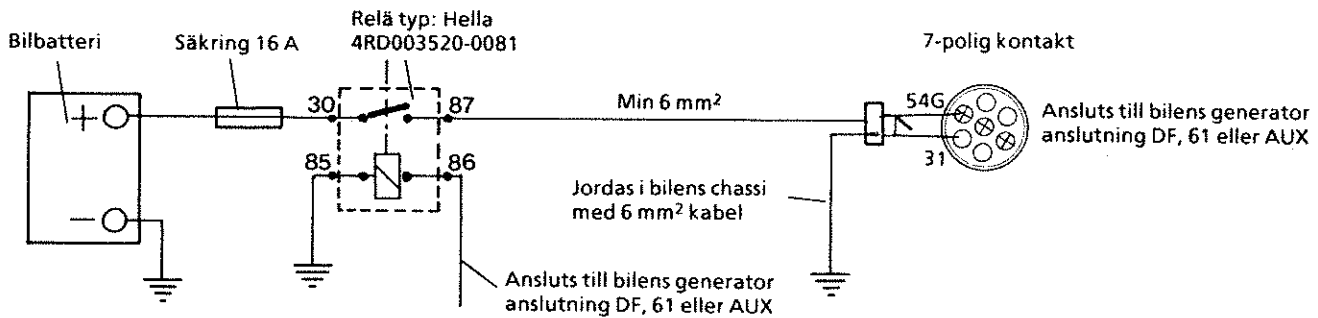 Relä typ: Hella
4RD003520-0081
Bilbatteri
Säkring 16 A
7-polig kontakt
30
87
Min 6 mm²
54G
Ansluts till bilens generator
anslutning DF, 61 eller AUX
+
85
86
31
Jordas i bilens chassi
med 6 mm² kabel
−
Ansluts till bilens generator
anslutning DF, 61 eller AUX